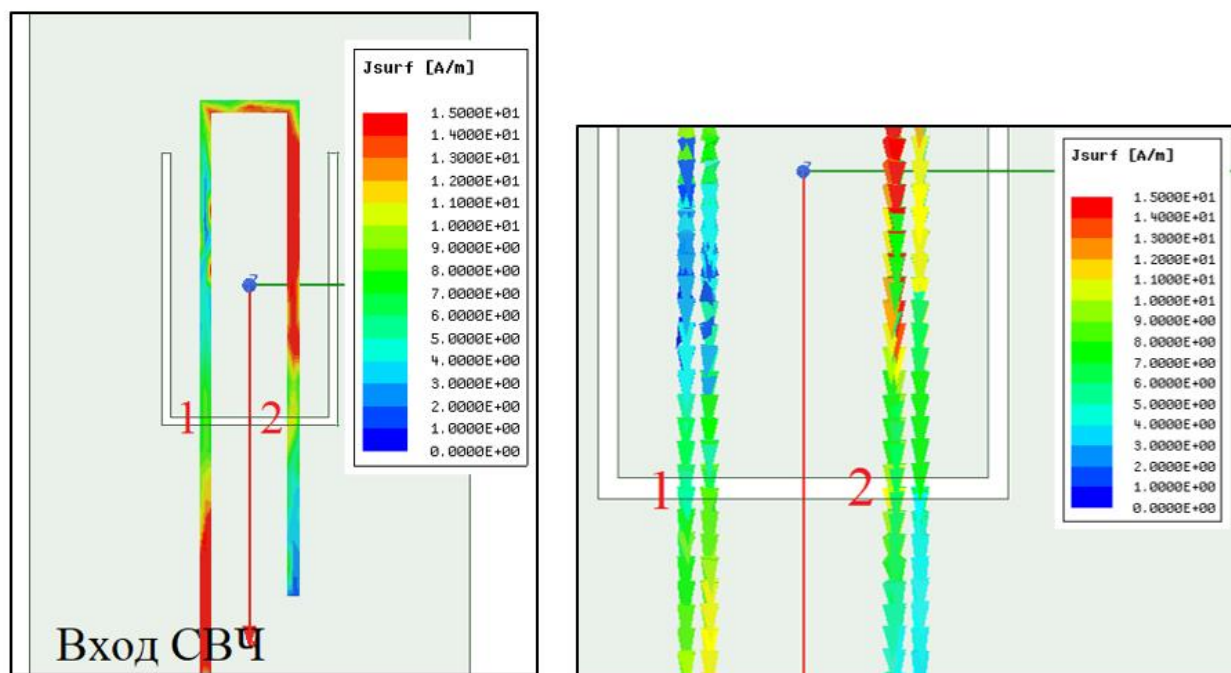 Jsurf [A/m]
1.5000E+01
1.4000E+01
1.3000E+01
1.2000E+01
1.1000E+01
1.0000E+01
9.0000E+00
8.0000E+00
7.0000E+00
6.0000E+00
5.0000E+00
4.0000E+00
3.0000E+00
2.0000E+00
1.0000E+00
0.0000E+00
1 2
Вход СВЧ
Jsurf [A/m]
1.5000E+01
1.4000E+01
1.3000E+01
1.2000E+01
1.1000E+01
1.0000E+01
9.0000E+00
8.0000E+00
7.0000E+00
6.0000E+00
5.0000E+00
4.0000E+00
3.0000E+00
2.0000E+00
1.0000E+00
0.0000E+00
1 2